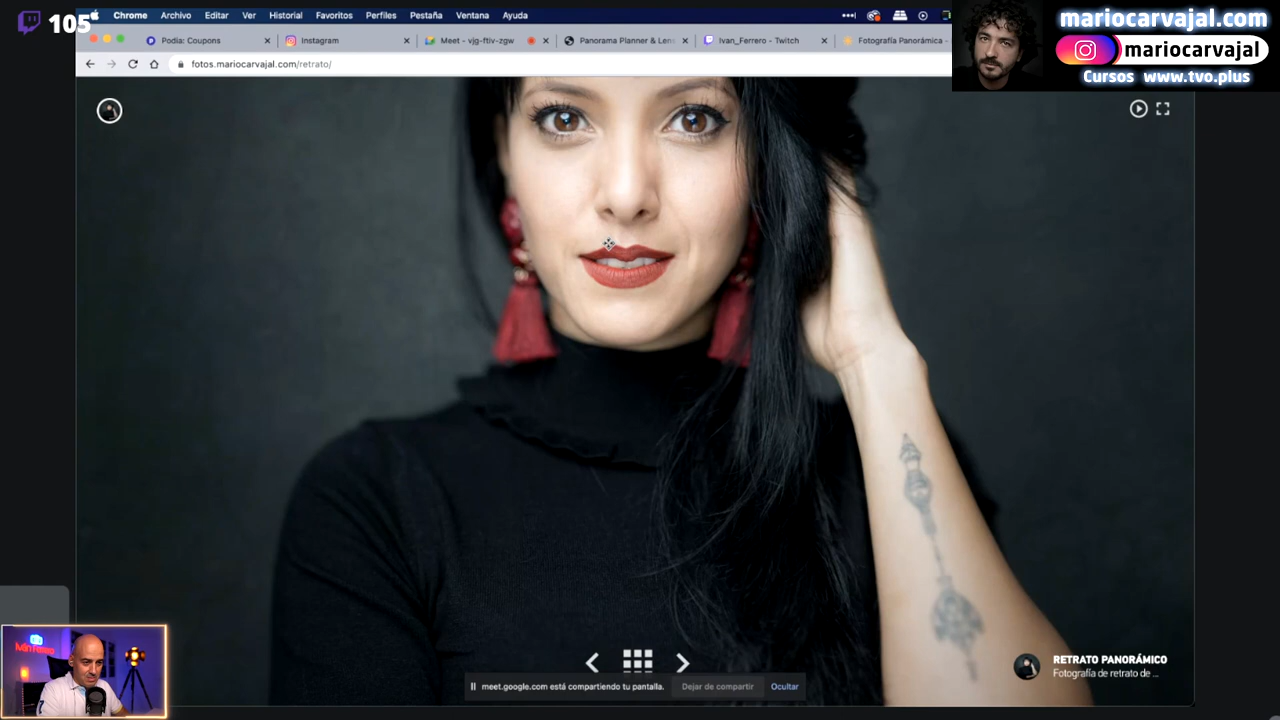 105
Chrome Archivo Editar Ver Historial Favoritos Perfiles Pestaña Ventana Ayuda
Podia: Coupons
Instagram
Meet - vjg-ftiv-zgw
Panorama Planner & Len
Ivan_Ferrero - Twitch
Fotografía Panorámica -
fotos.mariocarvajal.com/retrato/
mariocarvajal.com
mariocarvajal
Cursos www.tvo.plus
RETRATO PANORÁMICO
Fotografía de retrato de ...
meet.google.com está compartiendo tu pantalla.
Dejar de compartir
Ocultar